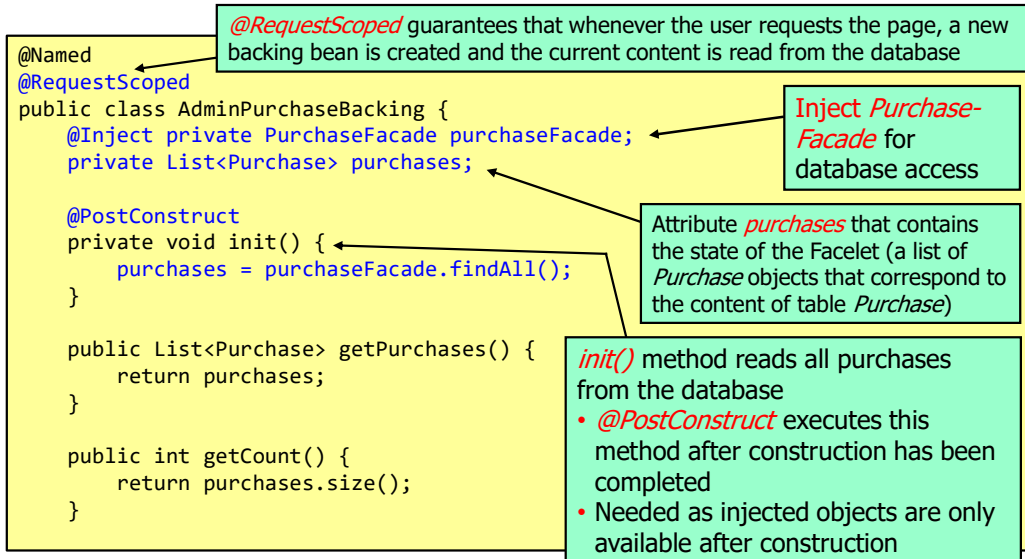 @RequestScoped guarantees that whenever the user requests the page, a new
backing bean is created and the current content is read from the database
@Named
@RequestScoped
public class AdminPurchaseBacking {
@Inject private PurchaseFacade purchaseFacade;
private List<Purchase> purchases;
Inject Purchase-
Facade for
database access
@PostConstruct
private void init() {
purchases = purchaseFacade.findAll();
}
Attribute purchases that contains
the state of the Facelet (a list of
Purchase objects that correspond to
the content of table Purchase)
public List<Purchase> getPurchases() {
return purchases;
}
public int getCount() {
return purchases.size();
}
init() method reads all purchases
from the database
• @PostConstruct executes this
method after construction has been
completed
• Needed as injected objects are only
available after construction